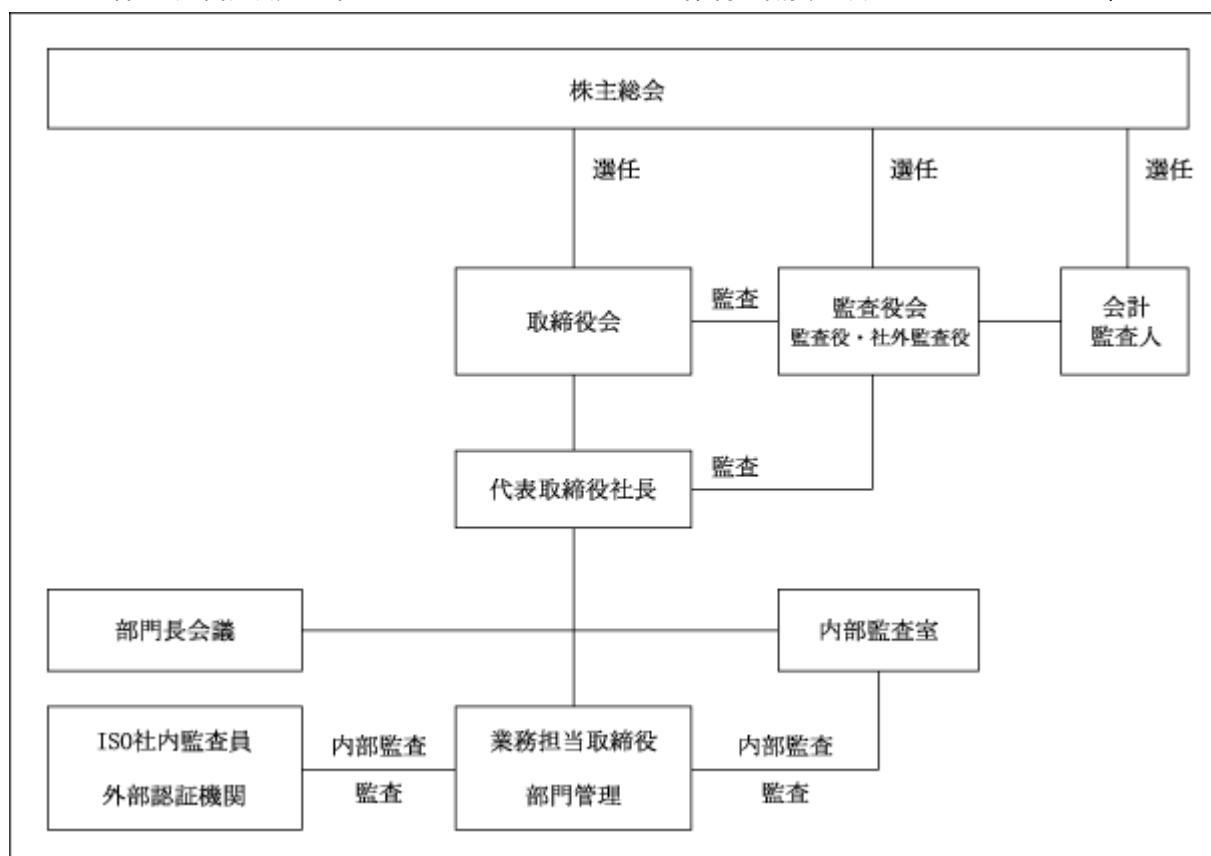 株主総会
選任
選任
選任
取締役会
監査
監査役会
監査役・社外監査役
会計
監査人
代表取締役社長
監査
部門長会議
内部監査室
ISO社内監査員
外部認証機関
内部監査
監査
業務担当取締役
部門管理
内部監査
監査